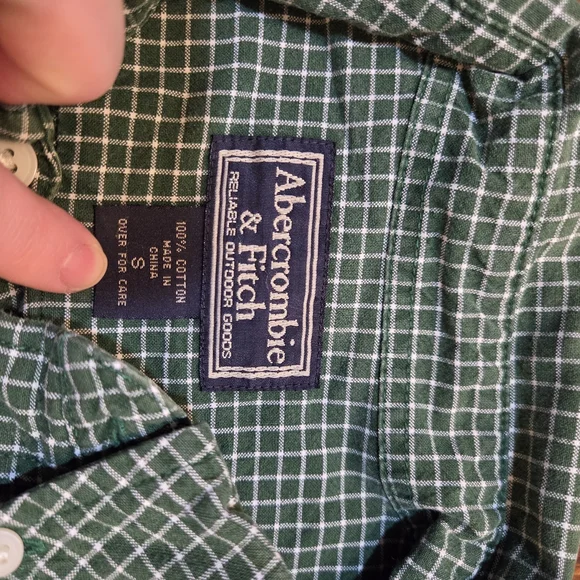 Abercrombie
& Fitch
RELIABLE OUTDOOR GOODS
100% COTTON
MADE IN
CHINA
S
OVER FOR CARE